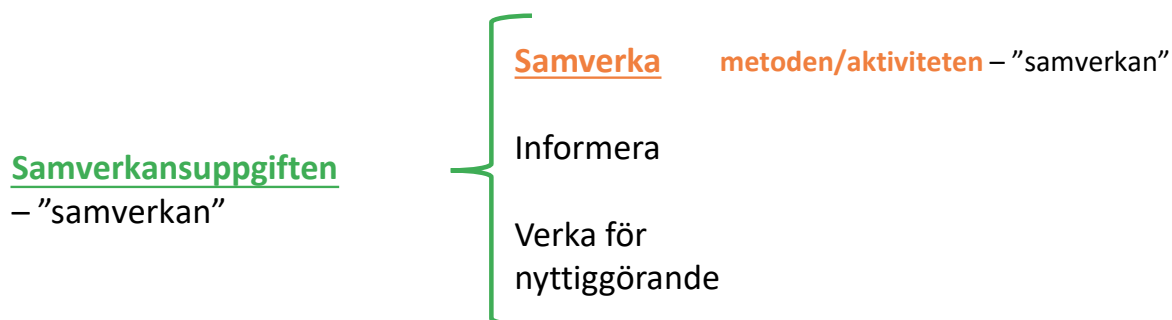 Samverka metoden/aktiviteten – ”samverkan”
Informera
Samverkansuppgiften
– ”samverkan”
Verka för
nyttiggörande